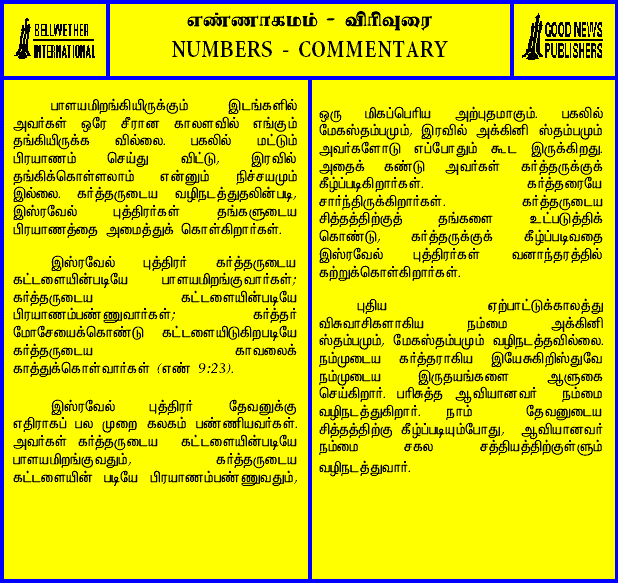 BELLWETHER
INTERNATIONAL
எண்ணாகமம் - விரிவுரை
NUMBERS - COMMENTARY
GOOD NEWS
PUBLISHERS
பாளயமிறங்கியிருக்கும் இடங்களில்
அவர்கள் ஒரே சீரான காலஅளவில் எங்கும்
தங்கியிருக்க வில்லை. பகலில் மட்டும்
பிரயாணம் செய்து விட்டு, இரவில்
தங்கிக்கொள்ளலாம் என்னும் நிச்சயமும்
இல்லை. கர்த்தருடைய வழிநடத்துதலின்படி,
இஸ்ரவேல் புத்திரர்கள் தங்களுடைய
பிரயாணத்தை அமைத்துக் கொள்கிறார்கள்.
இஸ்ரவேல் புத்திரர் கர்த்தருடைய
கட்டளையின்படியே பாளயமிறங்குவார்கள்;
கர்த்தருடைய கட்டளையின்படியே
பிரயாணம்பண்ணுவார்கள்; கர்த்தர்
மோசேயைக்கொண்டு கட்டளையிடுகிறபடியே
கர்த்தருடைய காவலைக்
காத்துக்கொள்வார்கள் (எண் 9:23).
இஸ்ரவேல் புத்திரர் தேவனுக்கு
எதிராகப் பல முறை கலகம் பண்ணியவர்கள்.
அவர்கள் கர்த்தருடைய கட்டளையின்படியே
பாளயமிறங்குவதும், கர்த்தருடைய
கட்டளையின் படியே பிரயாணம்பண்ணுவதும்,
ஒரு மிகப்பெரிய அற்புதமாகும். பகலில்
மேகஸ்தம்பமும், இரவில் அக்கினி ஸ்தம்பமும்
அவர்களோடு எப்போதும் கூட இருக்கிறது.
அதைக் கண்டு அவர்கள் கர்த்தருக்குக்
கீழ்ப்படிகிறார்கள். கர்த்தரையே
சார்ந்திருக்கிறார்கள். கர்த்தருடைய
சித்தத்திற்குத் தங்களை உட்படுத்திக்
கொண்டு, கர்த்தருக்குக் கீழ்ப்படிவதை
இஸ்ரவேல் புத்திரர்கள் வனாந்தரத்தில்
கற்றுக்கொள்கிறார்கள்.
புதிய ஏற்பாட்டுக்காலத்து
விசுவாசிகளாகிய நம்மை அக்கினி
ஸ்தம்பமும், மேகஸ்தம்பமும் வழிநடத்தவில்லை.
நம்முடைய கர்த்தராகிய இயேசுகிறிஸ்துவே
நம்முடைய இருதயங்களை ஆளுகை
செய்கிறார். பரிசுத்த ஆவியானவர் நம்மை
வழிநடத்துகிறார். நாம் தேவனுடைய
சித்தத்திற்கு கீழ்ப்படியும்போது, ஆவியானவர்
நம்மை சகல சத்தியத்திற்குள்ளும்
வழிநடத்துவார்.